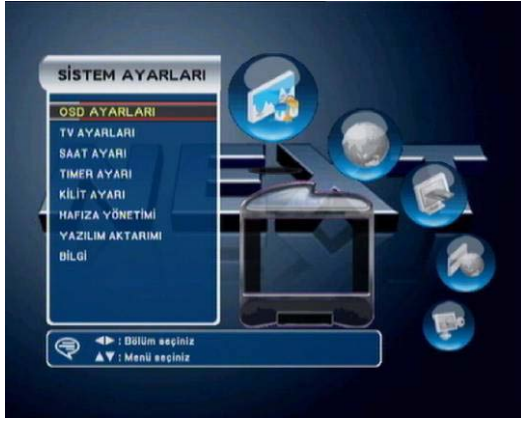 SİSTEM AYARLARI
OSD AYARLARI
TV AYARLARI
SAAT AYARI
TIMER AYARI
KİLİT AYARI
HAFIZA YÖNETİMİ
YAZILIM AKTARIMI
BİLGİ
◄► : Bölüm seçiniz
▲▼ : Menü seçiniz